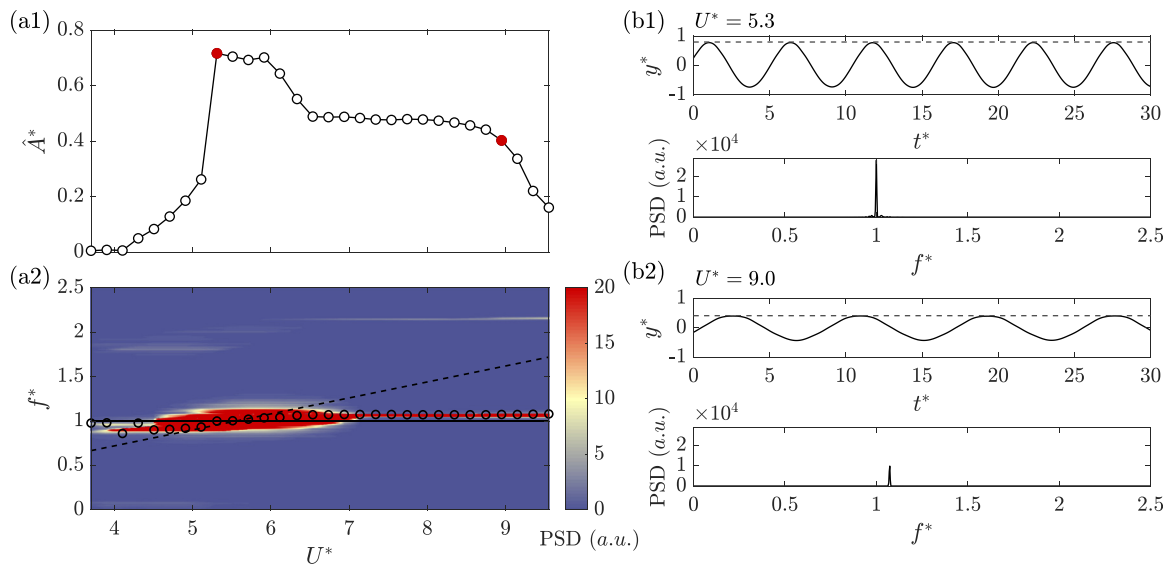 (a1)
0.8
0.6
0.4
0.2
0
Â*
(a2)
2.5
2
1.5
1
0.5
0
f*
4 5 6 7 8 9
U*
20
15
10
5
0
PSD (a.u.)
(b1) U* = 5.3
1
0
-1
y*
0 5 10 15 20 25 30
t*
×10⁴
2
1
0
PSD (a.u.)
0 0.5 1 1.5 2 2.5
f*
(b2) U* = 9.0
1
0
-1
y*
0 5 10 15 20 25 30
t*
×10⁴
2
1
0
PSD (a.u.)
0 0.5 1 1.5 2 2.5
f*